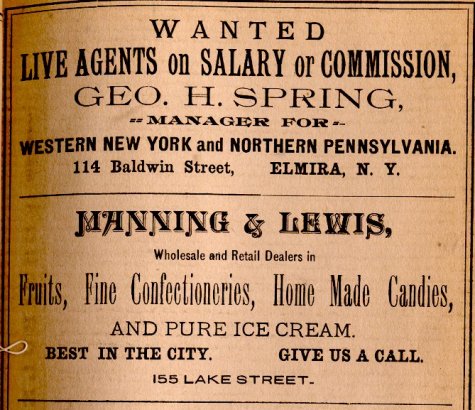 WANTED
LIVE AGENTS on SALARY or COMMISSION,
GEO. H. SPRING,
MANAGER FOR
WESTERN NEW YORK and NORTHERN PENNSYLVANIA.
114 Baldwin Street, ELMIRA, N. Y.
MANNING & LEWIS,
Wholesale and Retail Dealers in
Fruits, Fine Confectioneries, Home Made Candies,
AND PURE ICE CREAM.
BEST IN THE CITY. GIVE US A CALL.
155 LAKE STREET.